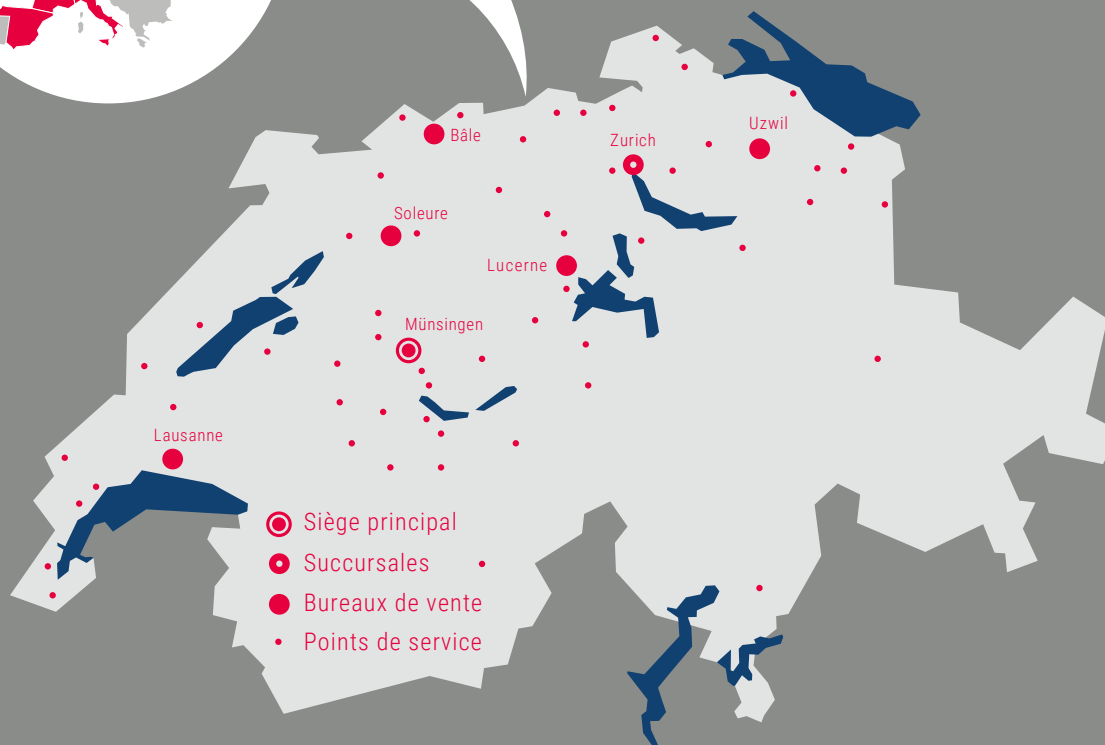 Uzwil
Bâle
Zurich
Soleure
Lucerne
Münsingen
Lausanne
Siège principal
Succursales
Bureaux de vente
Points de service